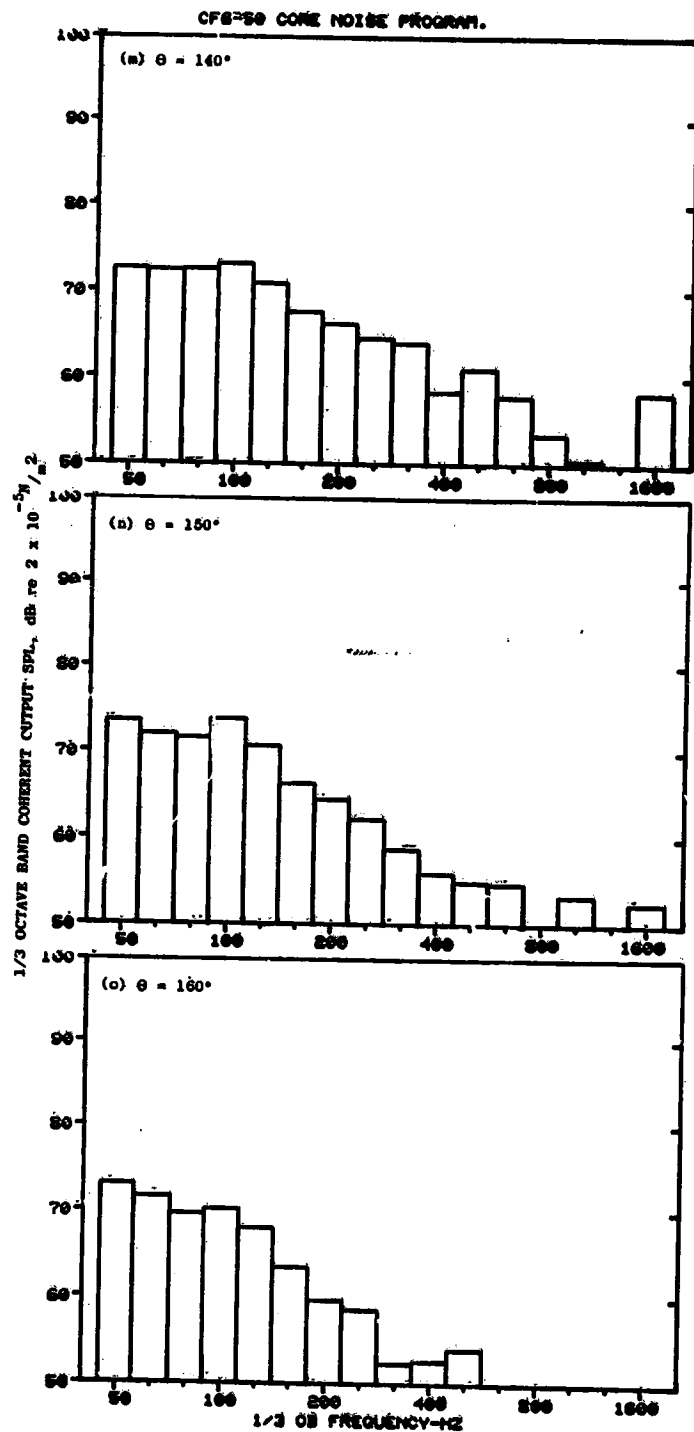 CF6-50 CORE NOISE PROGRAM.
100
(m) θ = 140°
90
80
70
60
50
50 100 200 400 800 1600
1/3 OCTAVE BAND COHERENT OUTPUT SPL, dB re 2 x 10⁻⁵N/m²
100
(n) θ = 150°
90
80
70
60
50
50 100 200 400 800 1600
100
(o) θ = 160°
90
80
70
60
50
50 100 200 400 800 1600
1/3 OB FREQUENCY-HZ